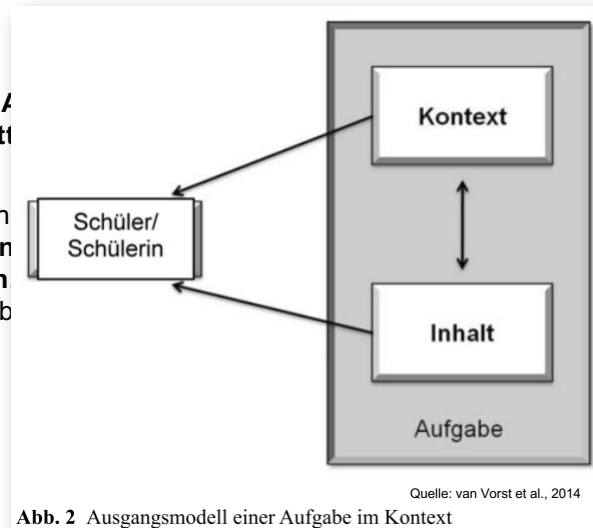 Kontext
Schüler/
Schülerin
Inhalt
Aufgabe
Quelle: van Vorst et al., 2014
Abb. 2 Ausgangsmodell einer Aufgabe im Kontext